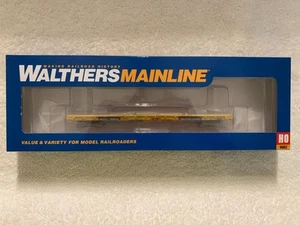 MAKING RAILROAD HISTORY
WALTHERS MAINLINE
VALUE & VARIETY FOR MODEL RAILROADERS
HO